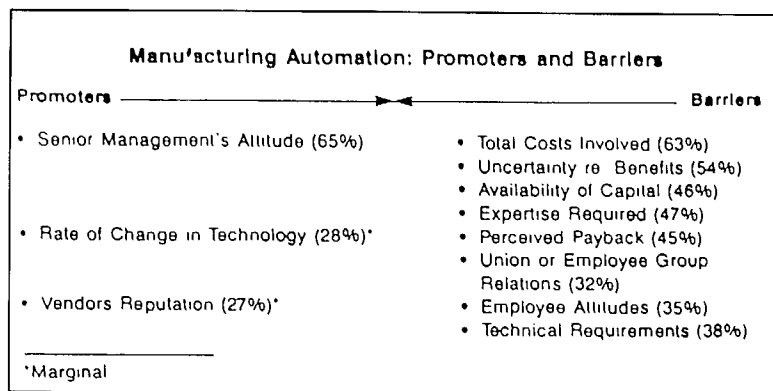 Manufacturing Automation: Promoters and Barriers
Promoters
Barriers
• Senior Management's Attitude (65%)
• Rate of Change in Technology (28%)*
• Vendors Reputation (27%)*
• Total Costs Involved (63%)
• Uncertainty re Benefits (54%)
• Availability of Capital (46%)
• Expertise Required (47%)
• Perceived Payback (45%)
• Union or Employee Group
Relations (32%)
• Employee Attitudes (35%)
• Technical Requirements (38%)
*Marginal